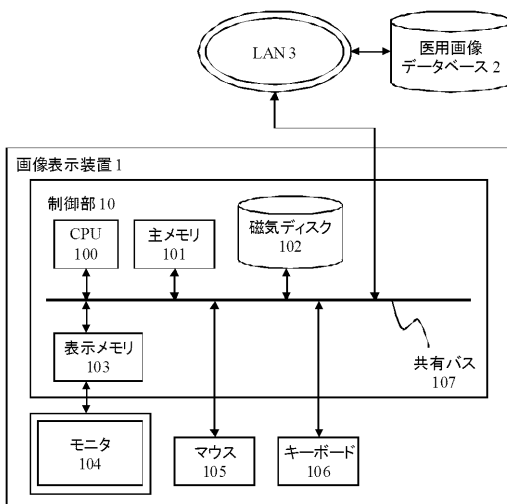 LAN 3
医用画像
データベース 2
画像表示装置 1
制御部 10
CPU
100
主メモリ
101
磁気ディスク
102
表示メモリ
103
共有バス
107
モニタ
104
マウス
105
キーボード
106